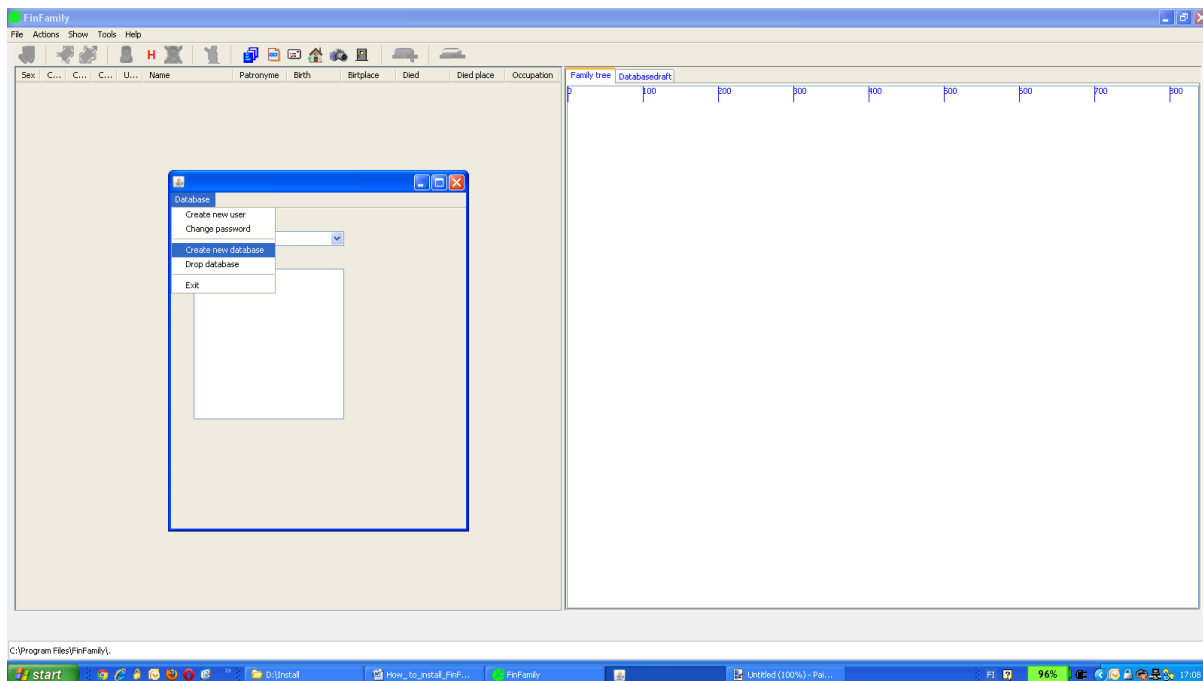 FinFamily
File Actions Show Tools Help
H
Sex C... C... C... U... Name Patronyme Birth Birtplace Died Died place Occupation
Family tree Databasedraft
0 100 200 300 400 500 600 700 800
Database
Create new user
Change password
Create new database
Drop database
Exit
C:\Program Files\FinFamily\.
start D:\Install How_to_install_FinF... FinFamily Untitled (100%) - Pai... FI 96% 17:08